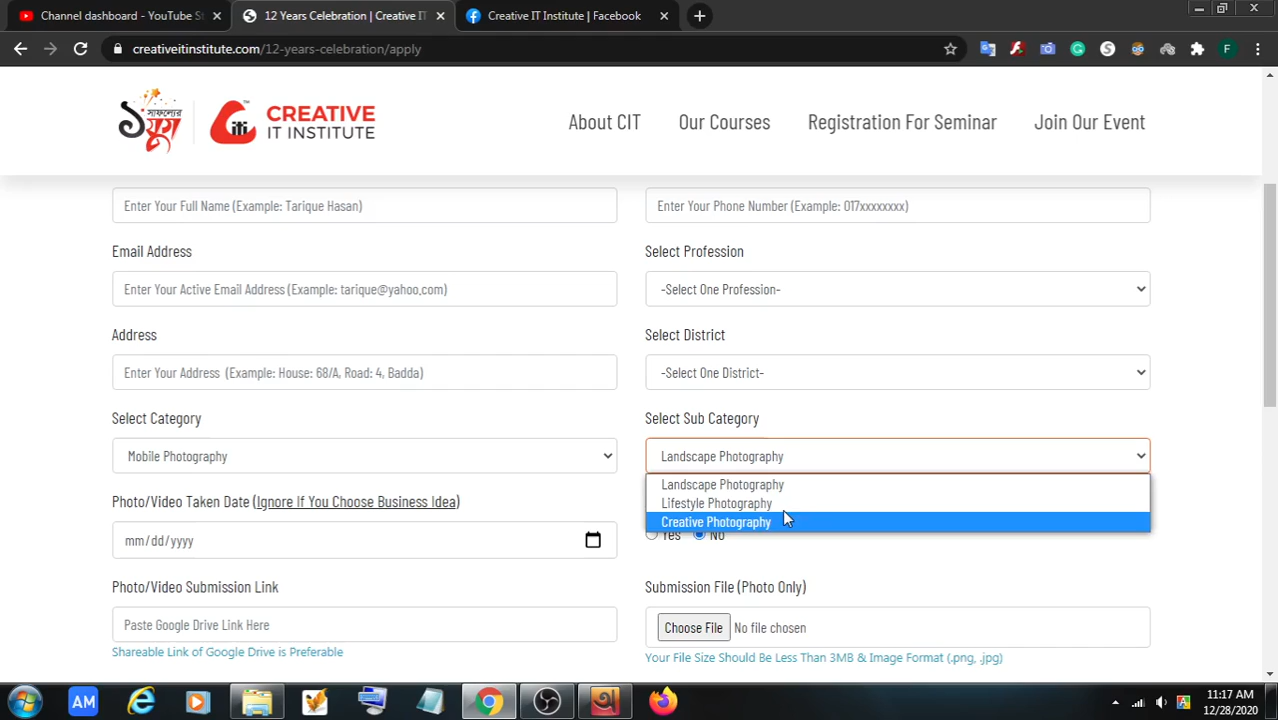 Channel dashboard - YouTube S
12 Years Celebration | Creative IT
Creative IT Institute | Facebook
creativeitinstitute.com/12-years-celebration/apply
F
সাফল্যের
১ যুগ
CREATIVE
IT INSTITUTE
About CIT
Our Courses
Registration For Seminar
Join Our Event
Enter Your Full Name (Example: Tarique Hasan)
Enter Your Phone Number (Example: 017xxxxxxxx)
Email Address
Select Profession
Enter Your Active Email Address (Example: tarique@yahoo.com)
-Select One Profession-
Address
Select District
Enter Your Address (Example: House: 68/A, Road: 4, Badda)
-Select One District-
Select Category
Select Sub Category
Mobile Photography
Landscape Photography
Landscape Photography
Lifestyle Photography
Creative Photography
Photo/Video Taken Date (Ignore If You Choose Business Idea)
Yes
No
mm/dd/yyyy
Photo/Video Submission Link
Submission File (Photo Only)
Paste Google Drive Link Here
Choose File
No file chosen
Shareable Link of Google Drive is Preferable
Your File Size Should Be Less Than 3MB & Image Format (.png, .jpg)
AM
অ
11:17 AM
12/28/2020